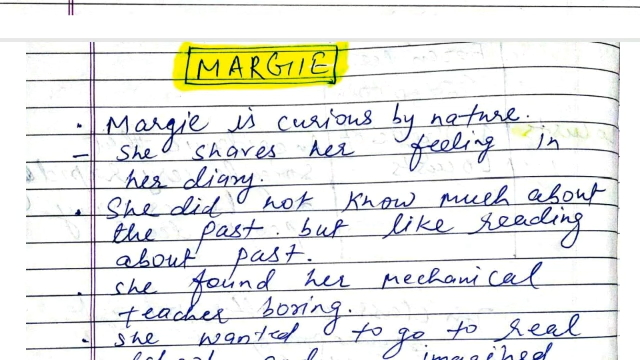 MARGIE
. Margie is curious by nature.
- She shares her feeling in
her diary.
. She did not know much about
the past. but like reading
about past.
. she found her mechanical
teacher boring.
. she wanted to go to real
school and imagined